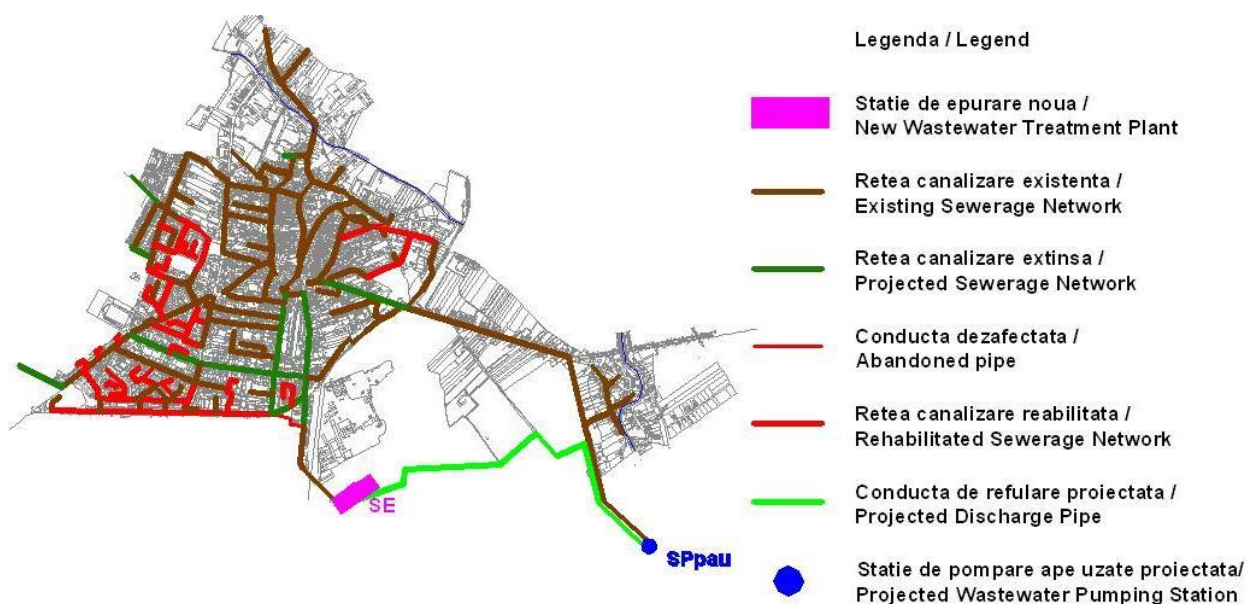 Legenda / Legend
Statie de epurare noua /
New Wastewater Treatment Plant
Retea canalizare existenta /
Existing Sewerage Network
Retea canalizare extinsa /
Projected Sewerage Network
Conducta dezafectata /
Abandoned pipe
Retea canalizare reabilitata /
Rehabilitated Sewerage Network
Conducta de refulare proiectata /
Projected Discharge Pipe
Statie de pompare ape uzate proiectata/
Projected Wastewater Pumping Station
SE
SPpau